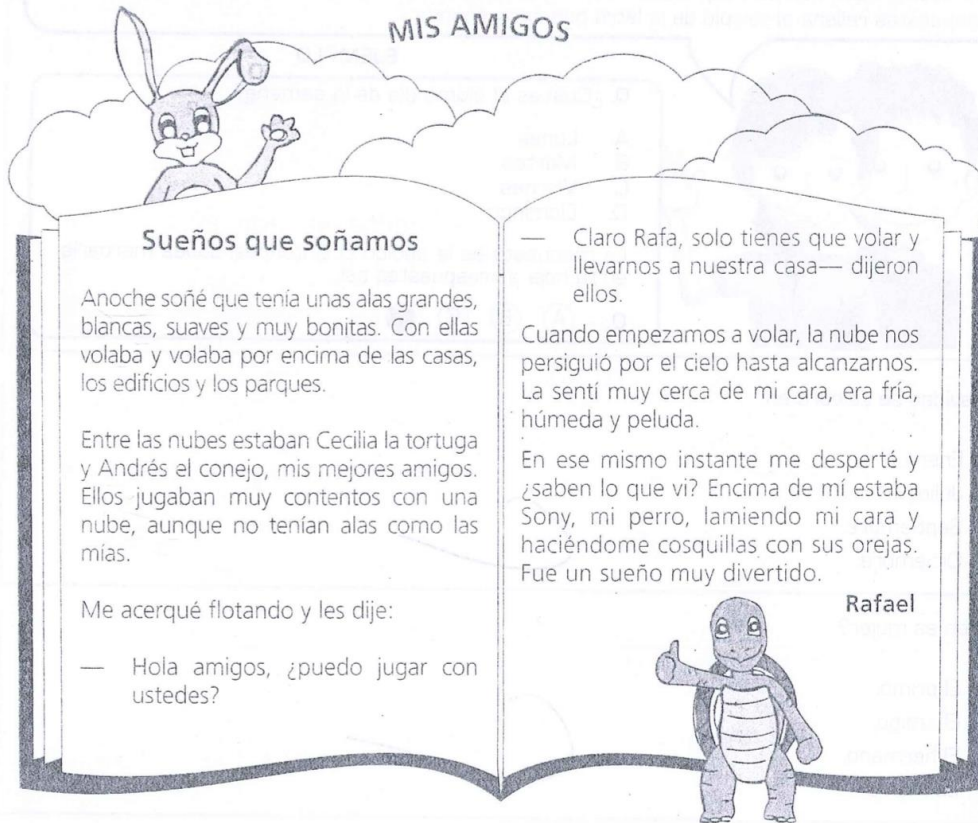 MIS AMIGOS
Sueños que soñamos
Anoche soñé que tenía unas alas grandes,
blancas, suaves y muy bonitas. Con ellas
volaba y volaba por encima de las casas,
los edificios y los parques.
Entre las nubes estaban Cecilia la tortuga
y Andrés el conejo, mis mejores amigos.
Ellos jugaban muy contentos con una
nube, aunque no tenían alas como las
mías.
Me acerqué flotando y les dije:
— Hola amigos, ¿puedo jugar con
ustedes?
— Claro Rafa, solo tienes que volar y
llevarnos a nuestra casa— dijeron
ellos.
Cuando empezamos a volar, la nube nos
persiguió por el cielo hasta alcanzarnos.
La sentí muy cerca de mi cara, era fría,
húmeda y peluda.
En ese mismo instante me desperté y
¿saben lo que vi? Encima de mí estaba
Sony, mi perro, lamiendo mi cara y
haciéndome cosquillas con sus orejas.
Fue un sueño muy divertido.
Rafael